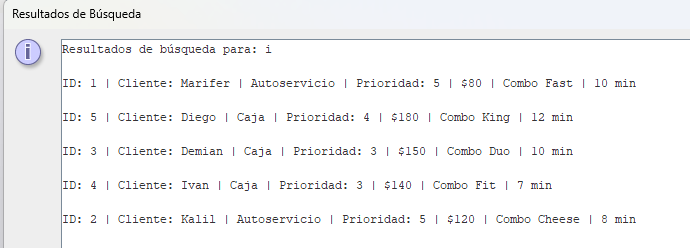 Resultados de Búsqueda
Resultados de búsqueda para: i
ID: 1 | Cliente: Marifer | Autoservicio | Prioridad: 5 | $80 | Combo Fast | 10 min
ID: 5 | Cliente: Diego | Caja | Prioridad: 4 | $180 | Combo King | 12 min
ID: 3 | Cliente: Demian | Caja | Prioridad: 3 | $150 | Combo Duo | 10 min
ID: 4 | Cliente: Ivan | Caja | Prioridad: 3 | $140 | Combo Fit | 7 min
ID: 2 | Cliente: Kalil | Autoservicio | Prioridad: 5 | $120 | Combo Cheese | 8 min